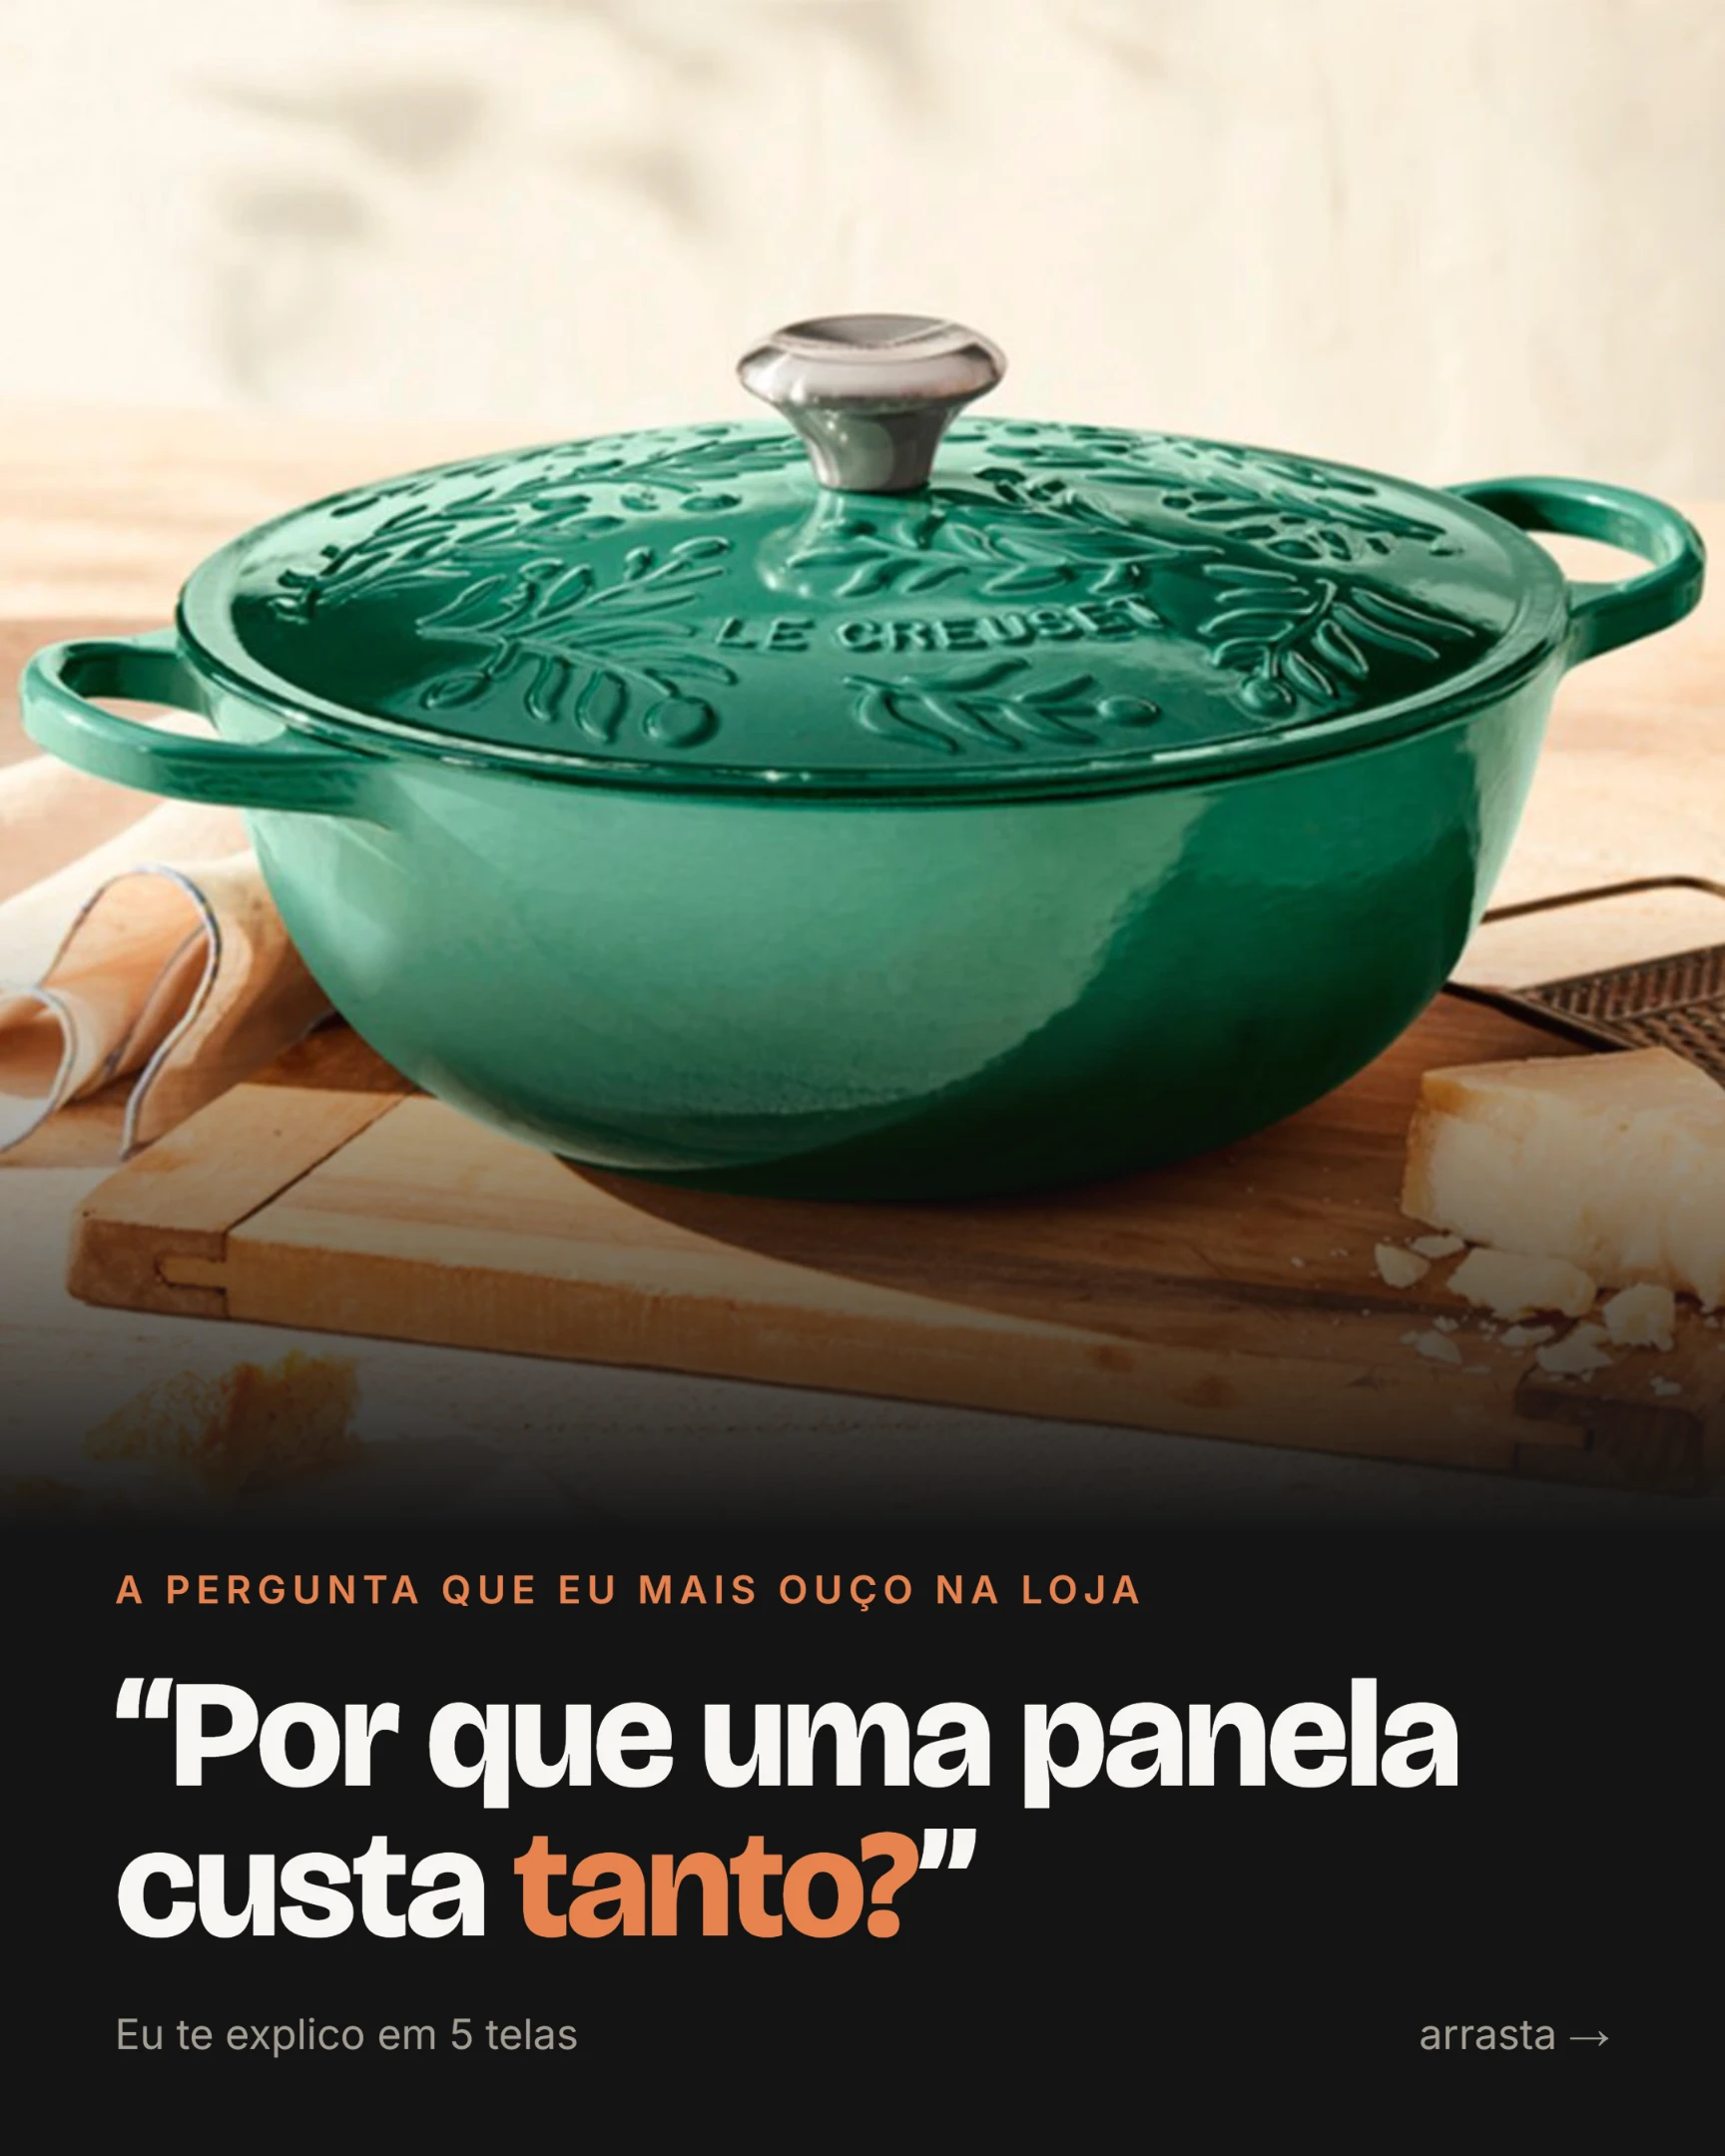 LE CREUSET
A PERGUNTA QUE EU MAIS OUÇO NA LOJA
“Por que uma panela
custa tanto?”
Eu te explico em 5 telas
arrasta →